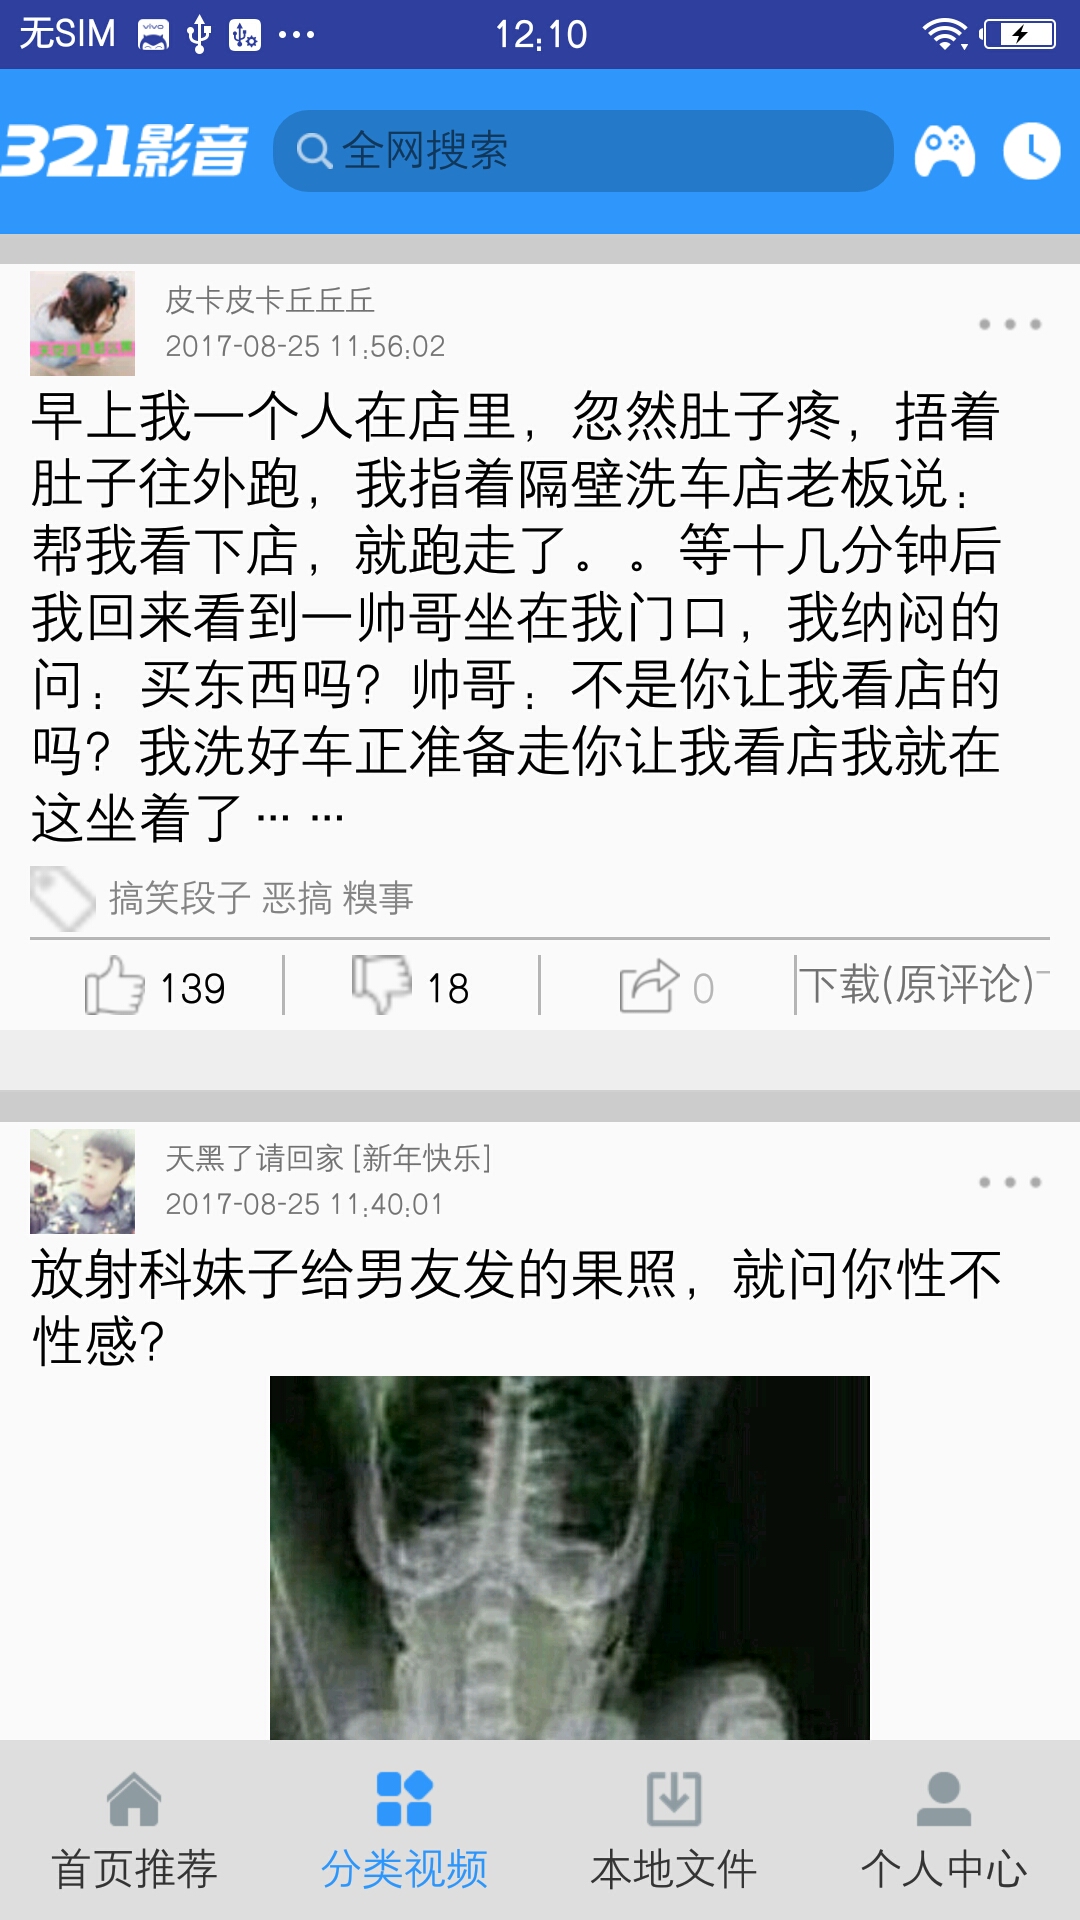 无SIM
12:10
321影音
全网搜索
皮卡皮卡丘丘丘
2017-08-25 11:56:02
早上我一个人在店里，忽然肚子疼，捂着
肚子往外跑，我指着隔壁洗车店老板说：
帮我看下店，就跑走了。。等十几分钟后
我回来看到一帅哥坐在我门口，我纳闷的
问：买东西吗？帅哥：不是你让我看店的
吗？我洗好车正准备走你让我看店我就在
这坐着了… …
搞笑段子 恶搞 糗事
139
18
0
下载(原评论)
天黑了请回家 [新年快乐]
2017-08-25 11:40:01
放射科妹子给男友发的果照，就问你性不
性感？
首页推荐
分类视频
本地文件
个人中心